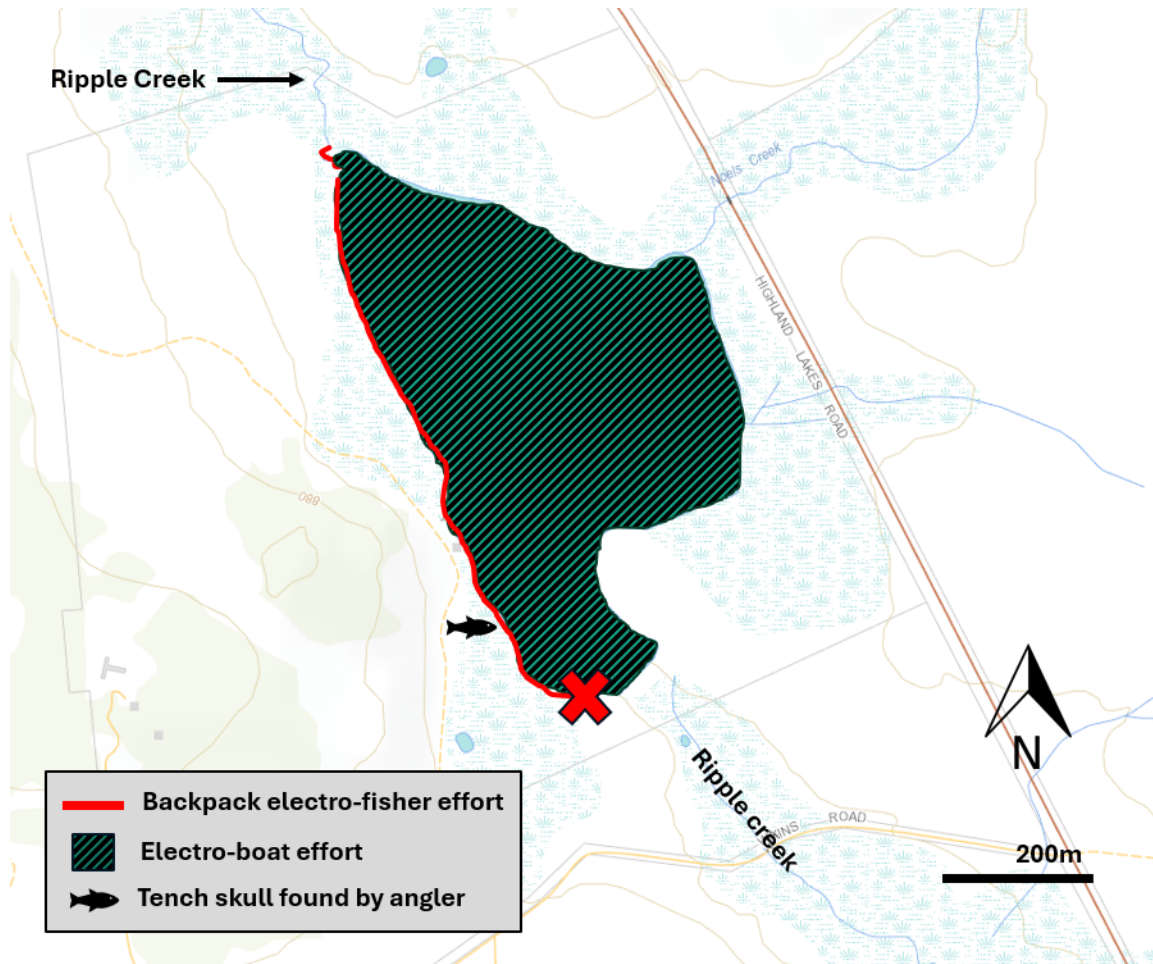 Ripple Creek
Noels Creek
HIGHLAND LAKES ROAD
880
Ripple creek
KINS ROAD
N
200m
Backpack electro-fisher effort
Electro-boat effort
Tench skull found by angler